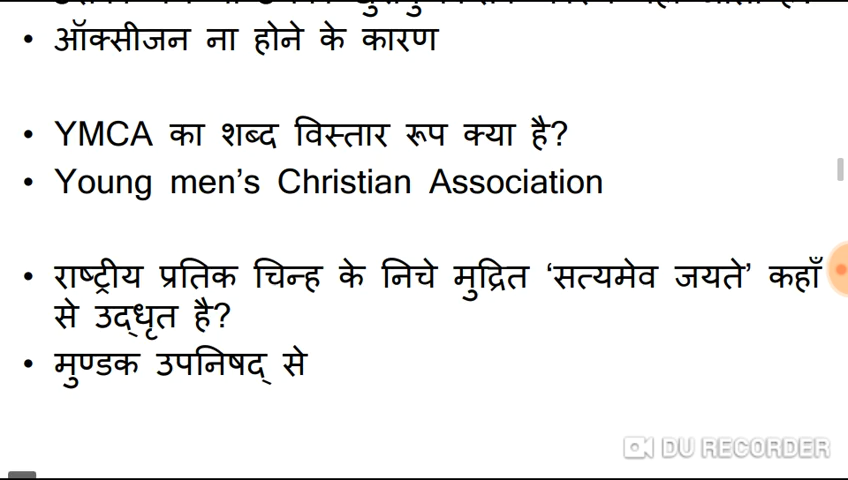 • ऑक्सीजन ना होने के कारण
• YMCA का शब्द विस्तार रूप क्या है?
• Young men’s Christian Association
• राष्ट्रीय प्रतिक चिन्ह के निचे मुद्रित ‘सत्यमेव जयते’ कहाँ
से उद्धृत है?
• मुण्डक उपनिषद् से
DU RECORDER